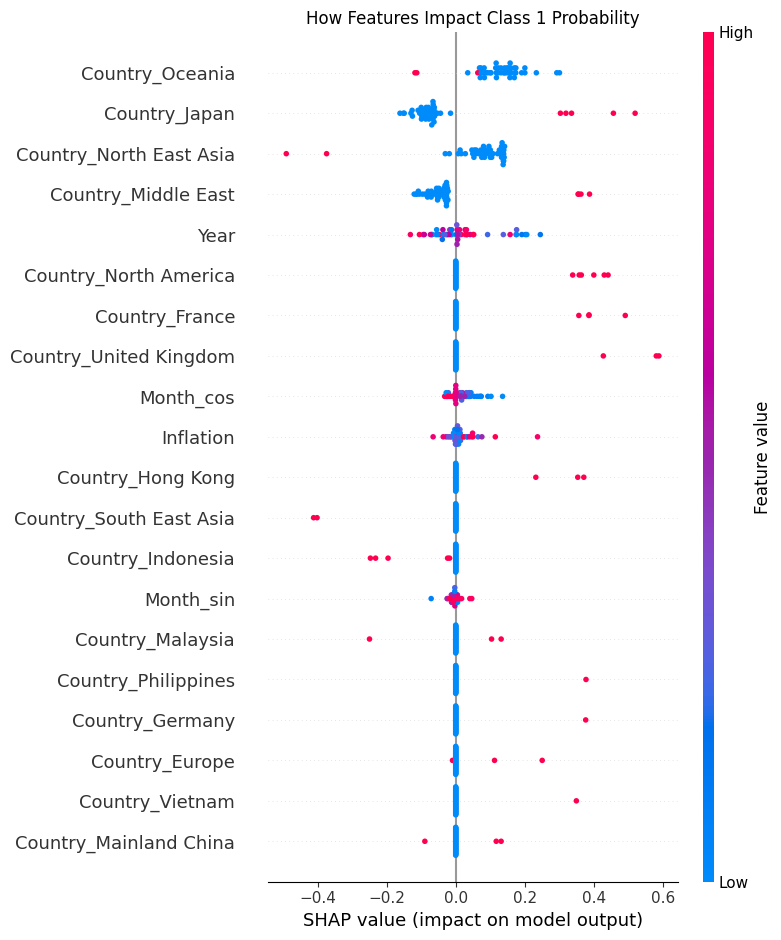 How Features Impact Class 1 Probability
High
Country_Oceania
Country_Japan
Country_North East Asia
Country_Middle East
Year
Country_North America
Country_France
Country_United Kingdom
Month_cos
Inflation
Country_Hong Kong
Country_South East Asia
Country_Indonesia
Month_sin
Country_Malaysia
Country_Philippines
Country_Germany
Country_Europe
Country_Vietnam
Country_Mainland China
Feature value
Low
−0.4 −0.2 0.0 0.2 0.4 0.6
SHAP value (impact on model output)